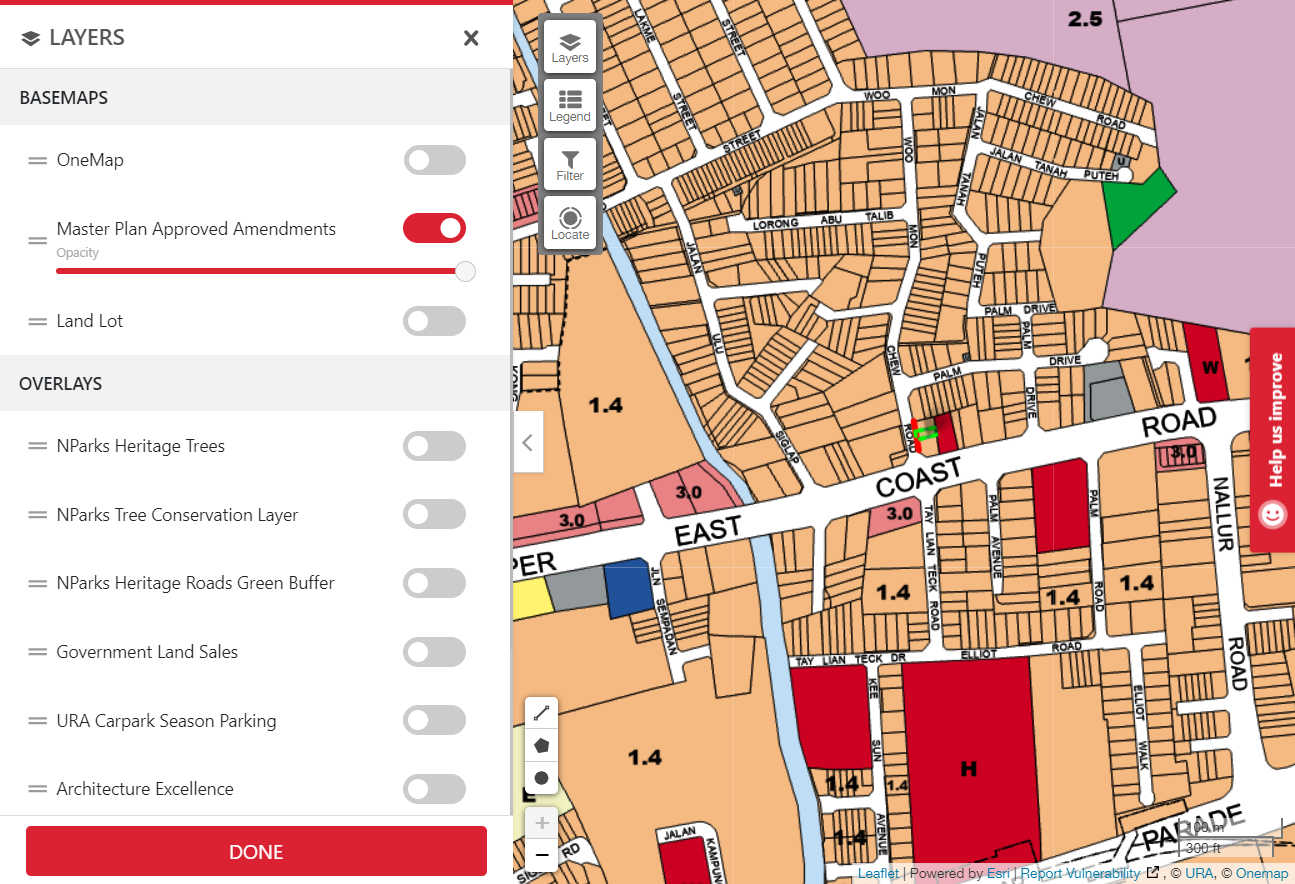 LAYERS
BASEMAPS
OneMap
Master Plan Approved Amendments
Opacity
Land Lot
OVERLAYS
NParks Heritage Trees
NParks Tree Conservation Layer
NParks Heritage Roads Green Buffer
Government Land Sales
URA Carpark Season Parking
Architecture Excellence
DONE
Layers
Legend
Filter
Locate
Help us improve
LAKME
STREET
STREET
STREET
2.5
WOO
MON
CHEW
ROAD
WOO
MON
CHEW
ROAD
JALAN
TANAH
PUTEH
JALAN
TANAH
PUTEH
U
LORONG
ABU
TALIB
JALAN
ULU
SIGLAP
PALM
DRIVE
PALM
DRIVE
PALM
DRIVE
W
1.4
3.0
3.0
3.0
3.0
PER
EAST
COAST
ROAD
JLN
SEMPADAN
TAY
LIAN
TECK
ROAD
PALM
AVENUE
PALM
ROAD
NALLUR
ROAD
1.4
1.4
1.4
TAY
LIAN
TECK
DR
ELLIOT
ROAD
KEE
SUN
AVENUE
ELLIOT
WALK
1.4
1.4
1.4
1.4
H
E
JALAN
KAMPUNG
RD
PARADE
100 m
300 ft
Leaflet | Powered by Esri | Report Vulnerability , © URA, © Onemap